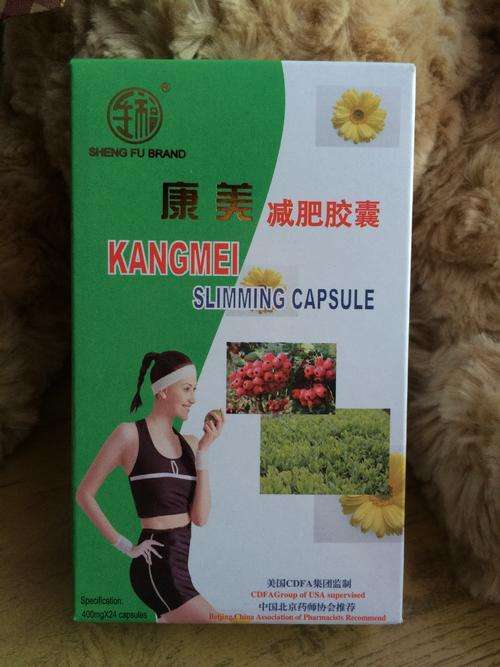 ®
SHENG FU BRAND
康美 减肥胶囊
KANGMEI
SLIMMING CAPSULE
美国CDFA集团监制
CDFAGroup of USA supervised
中国北京药师协会推荐
Beijing China Association of Pharmacists Recommend
Specification:
400mgX24 capsules